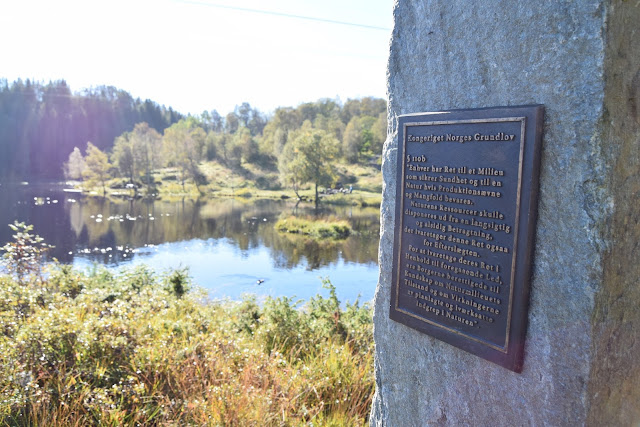 Kongeriget Norges Grundlov
§ 110b
"Enhver har Ret til et Milieu
som sikrer Sundhed og til en
Natur hvis Produktionsævne
og Mangfold bevares.
Naturens Ressourcer skulle
disponeres ud fra en langsigtig
og alsidig Betragtning,
der ivaretager denne Ret ogsaa
for Efterslægten.
For at ivaretage deres Ret i
Henhold til foregaaende Led,
ere Borgerne berettigede til
Kundskab om Naturmilieuets
Tilstand og om Virkningerne
af planlagte og iværksatte
Indgreb i Naturen"